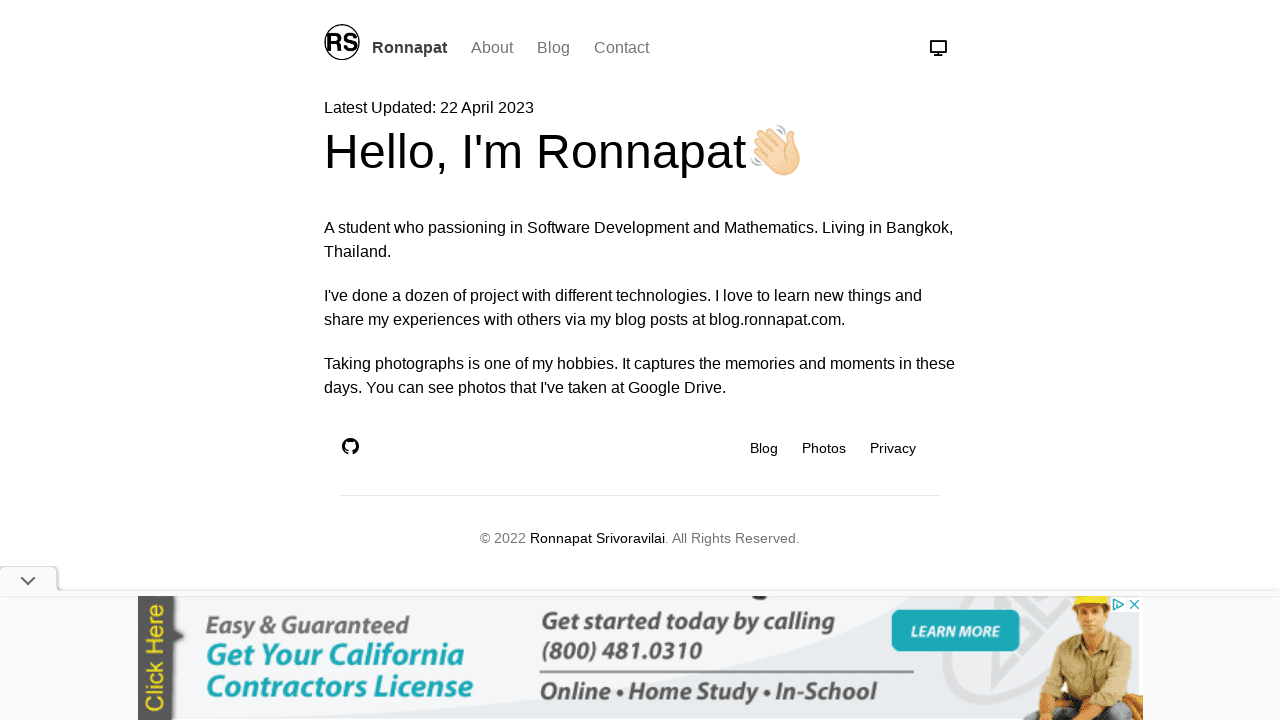 RS Ronnapat About Blog Contact
Latest Updated: 22 April 2023
Hello, I'm Ronnapat👋🏻
A student who passioning in Software Development and Mathematics. Living in Bangkok,
Thailand.
I've done a dozen of project with different technologies. I love to learn new things and
share my experiences with others via my blog posts at blog.ronnapat.com.
Taking photographs is one of my hobbies. It captures the memories and moments in these
days. You can see photos that I've taken at Google Drive.
Blog Photos Privacy
© 2022 Ronnapat Srivoravilai. All Rights Reserved.
Click Here
Easy & Guaranteed
Get Your California
Contractors License
Get started today by calling
(800) 481.0310
Online • Home Study • In-School
LEARN MORE